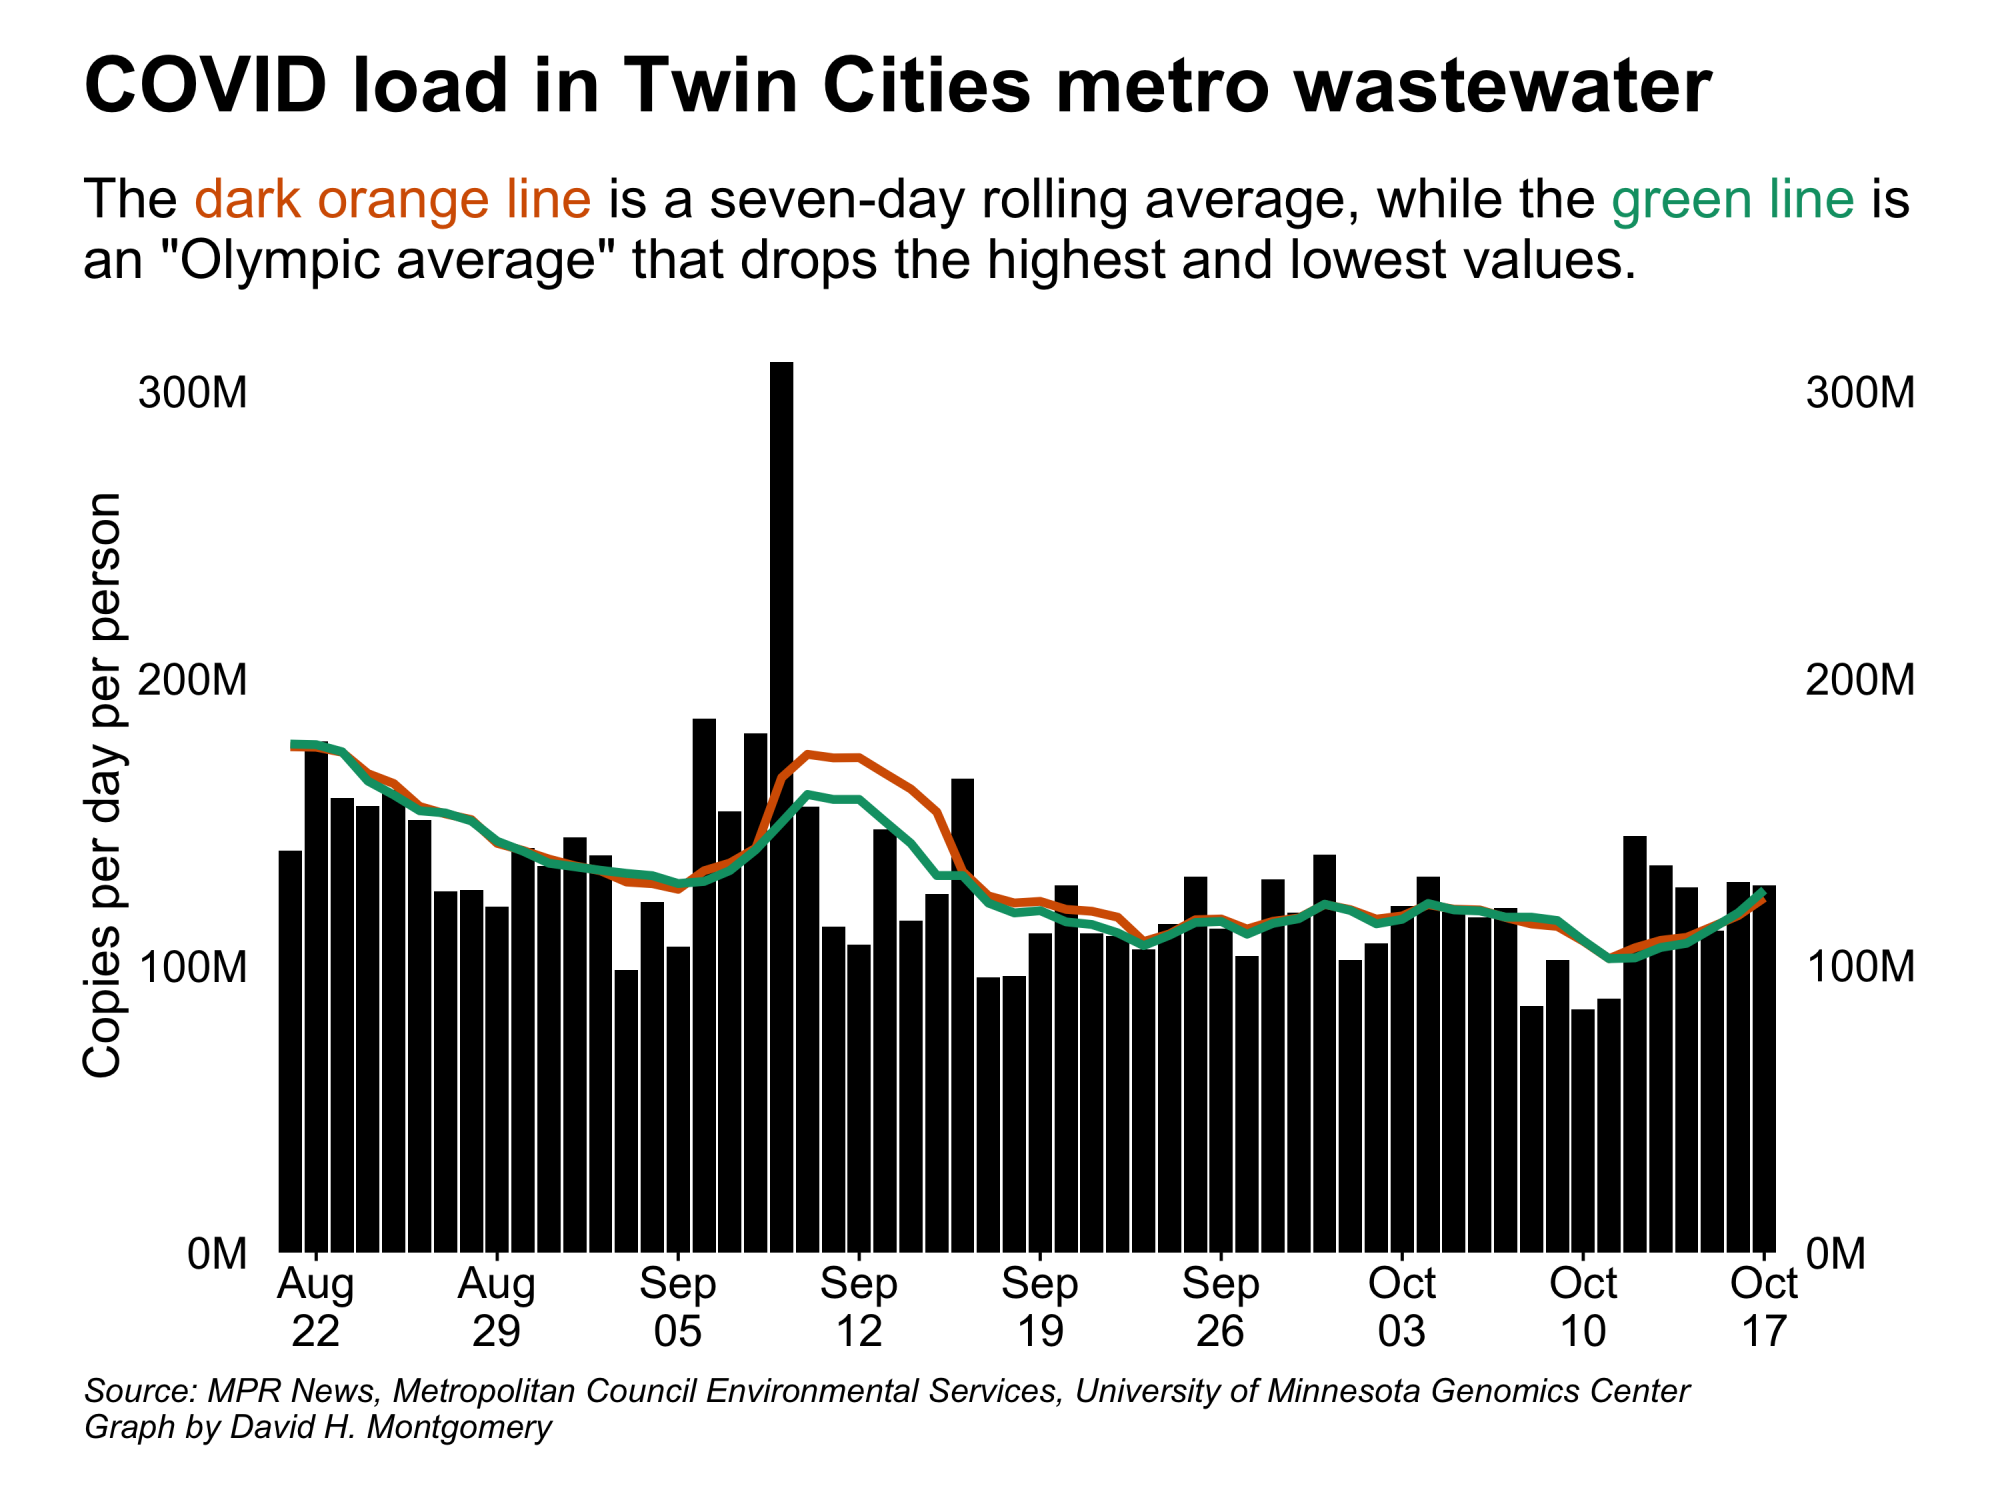 COVID load in Twin Cities metro wastewater
The dark orange line is a seven-day rolling average, while the green line is
an "Olympic average" that drops the highest and lowest values.
Copies per day per person
300M
200M
100M
0M
300M
200M
100M
0M
Aug 22
Aug 29
Sep 05
Sep 12
Sep 19
Sep 26
Oct 03
Oct 10
Oct 17
Source: MPR News, Metropolitan Council Environmental Services, University of Minnesota Genomics Center
Graph by David H. Montgomery